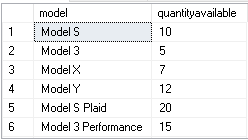 model quantityavailable
1 Model S 10
2 Model 3 5
3 Model X 7
4 Model Y 12
5 Model S Plaid 20
6 Model 3 Performance 15